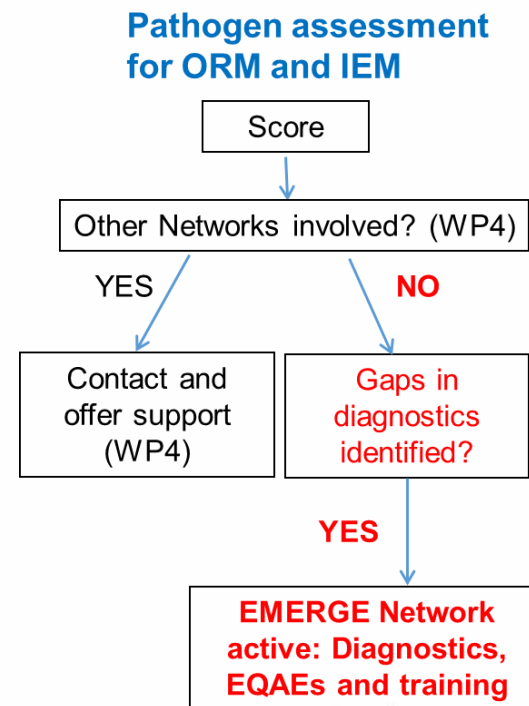 Pathogen assessment
for ORM and IEM
Score
Other Networks involved? (WP4)
YES
NO
Contact and
offer support
(WP4)
Gaps in
diagnostics
identified?
YES
EMERGE Network
active: Diagnostics,
EQAEs and training